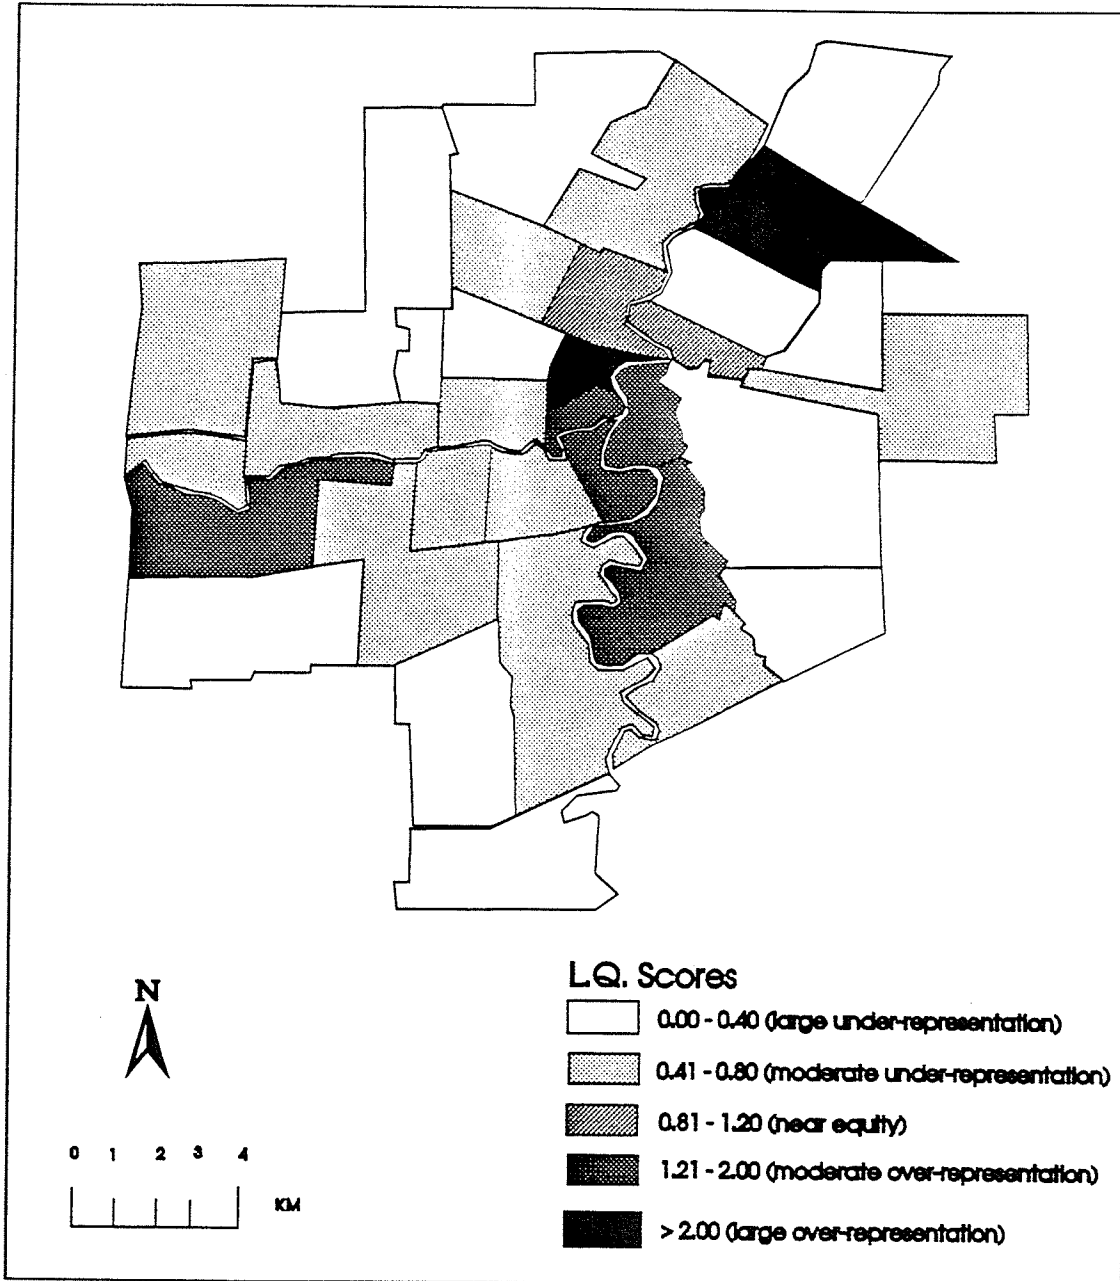 N
0 1 2 3 4
KM
L.Q. Scores
0.00 - 0.40 (large under-representation)
0.41 - 0.80 (moderate under-representation)
0.81 - 1.20 (near equity)
1.21 - 2.00 (moderate over-representation)
> 2.00 (large over-representation)